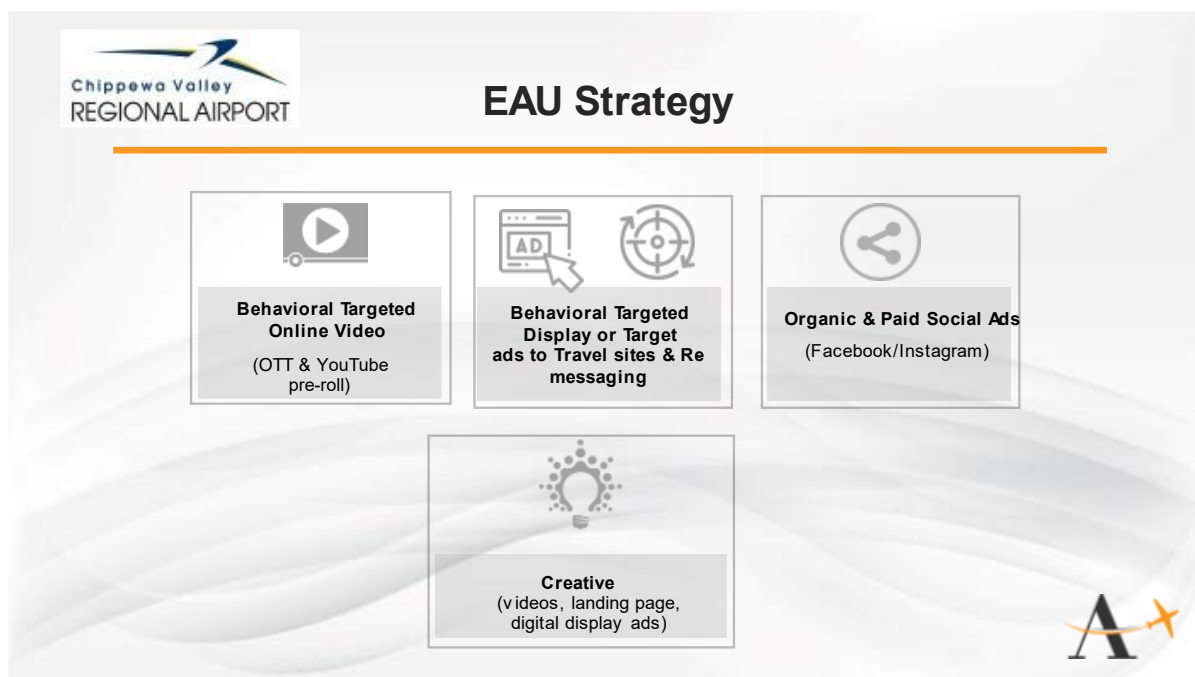 Chippewa Valley
REGIONAL AIRPORT
EAU Strategy
AD
Behavioral Targeted
Online Video
(OTT & YouTube
pre-roll)
Behavioral Targeted
Display or Target
ads to Travel sites & Re
messaging
Organic & Paid Social Ads
(Facebook/Instagram)
Creative
(videos, landing page,
digital display ads)
A